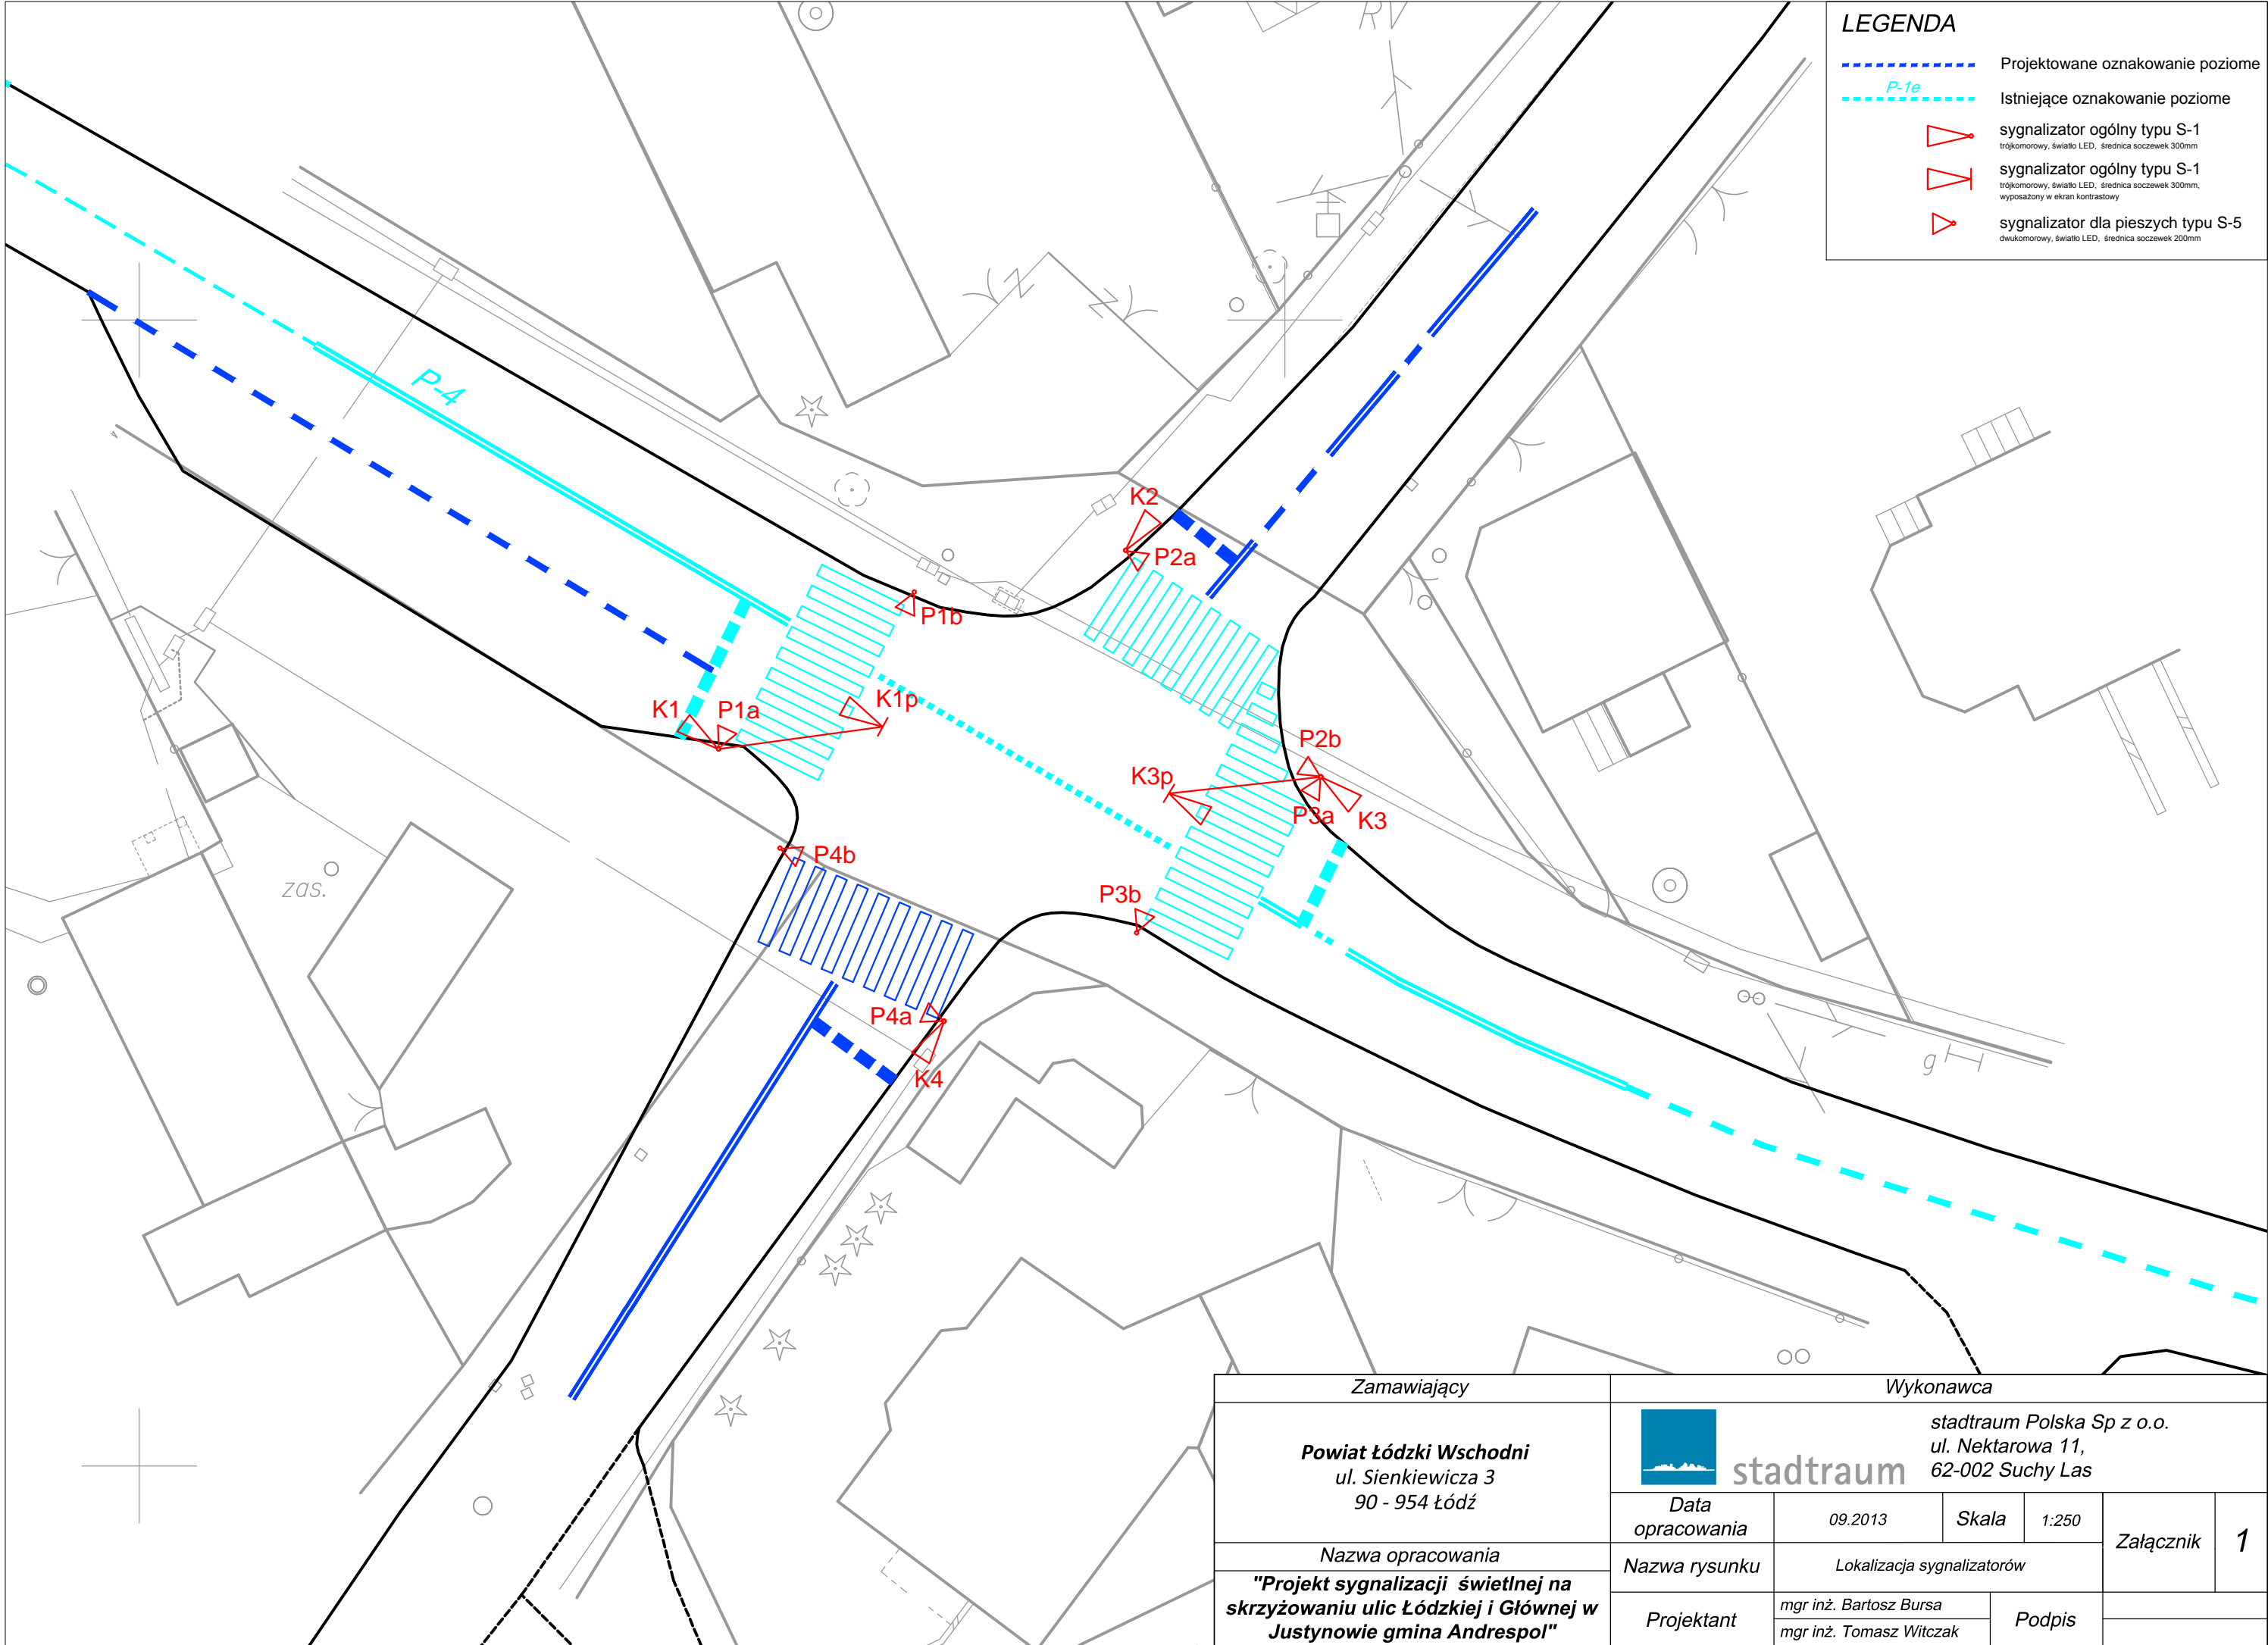 LEGENDA
Projektowane oznakowanie poziome
P-1e
Istniejące oznakowanie poziome
sygnalizator ogólny typu S-1
trójkomorowy, światło LED, średnica soczewek 300mm
sygnalizator ogólny typu S-1
trójkomorowy, światło LED, średnica soczewek 300mm,
wyposażony w ekran kontrastowy
sygnalizator dla pieszych typu S-5
dwukomorowy, światło LED, średnica soczewek 200mm
P-4
K2
P2a
P1b
K1
P1a
K1p
P2b
K3p
P3a
K3
P4b
zas.
P3b
P4a
K4
g
Zamawiający
Powiat Łódzki Wschodni
ul. Sienkiewicza 3
90 - 954 Łódź
Nazwa opracowania
"Projekt sygnalizacji świetlnej na
skrzyżowaniu ulic Łódzkiej i Głównej w
Justynowie gmina Andrespol"
Wykonawca
stadtraum
stadtraum Polska Sp z o.o.
ul. Nektarowa 11,
62-002 Suchy Las
Data
opracowania
09.2013
Skala
1:250
Załącznik
1
Nazwa rysunku
Lokalizacja sygnalizatorów
Projektant
mgr inż. Bartosz Bursa
mgr inż. Tomasz Witczak
Podpis